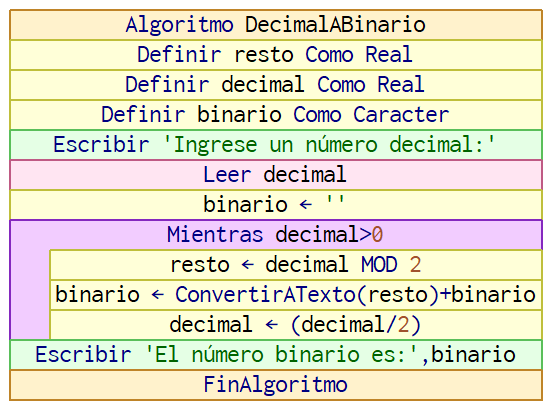 Algoritmo DecimalABinario
Definir resto Como Real
Definir decimal Como Real
Definir binario Como Caracter
Escribir 'Ingrese un número decimal:'
Leer decimal
binario ← ''
Mientras decimal>0
resto ← decimal MOD 2
binario ← ConvertirATexto(resto)+binario
decimal ← (decimal/2)
Escribir 'El número binario es:',binario
FinAlgoritmo